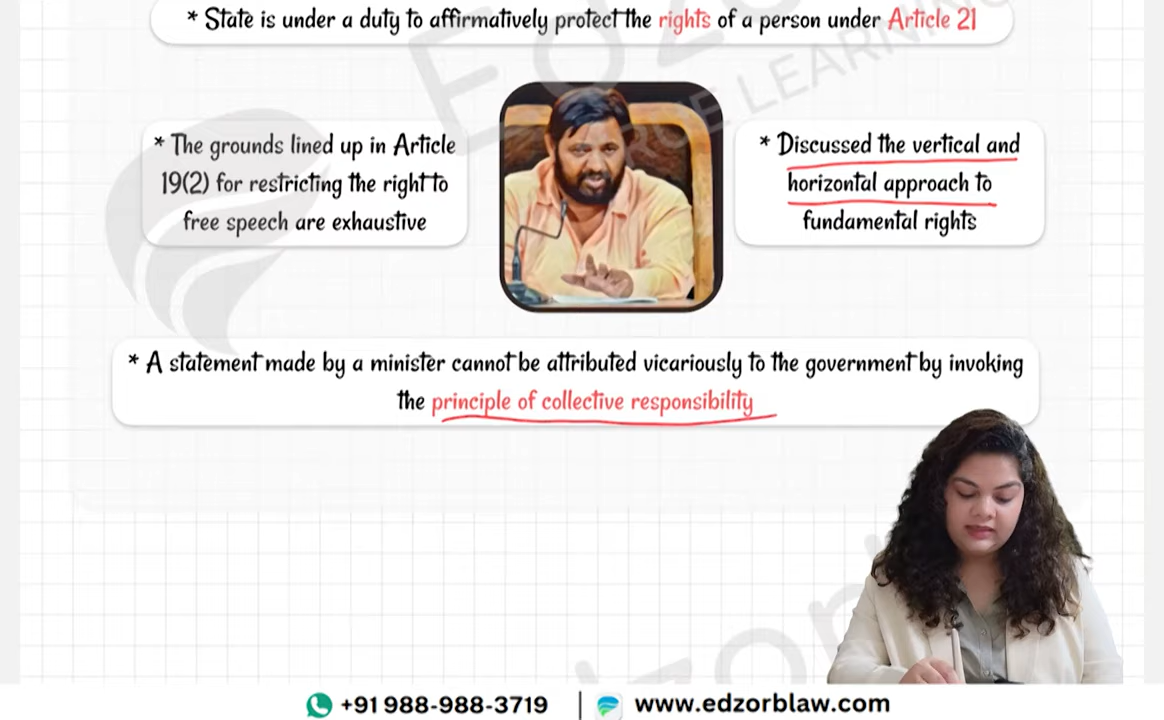 * State is under a duty to affirmatively protect the rights of a person under Article 21
* The grounds lined up in Article
19(2) for restricting the right to
free speech are exhaustive
* Discussed the vertical and
horizontal approach to
fundamental rights
* A statement made by a minister cannot be attributed vicariously to the government by invoking
the principle of collective responsibility
+91 988-988-3719 | www.edzorblaw.com